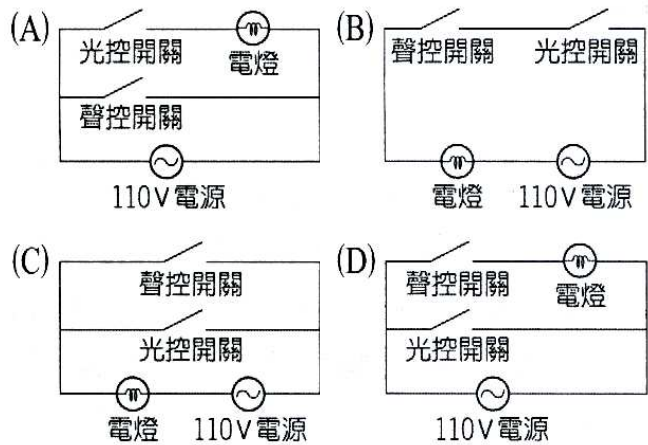 (A)
光控開關
電燈
聲控開關
110V電源
(B)
聲控開關 光控開關
電燈 110V電源
(C)
聲控開關
光控開關
電燈 110V電源
(D)
聲控開關
電燈
光控開關
110V電源